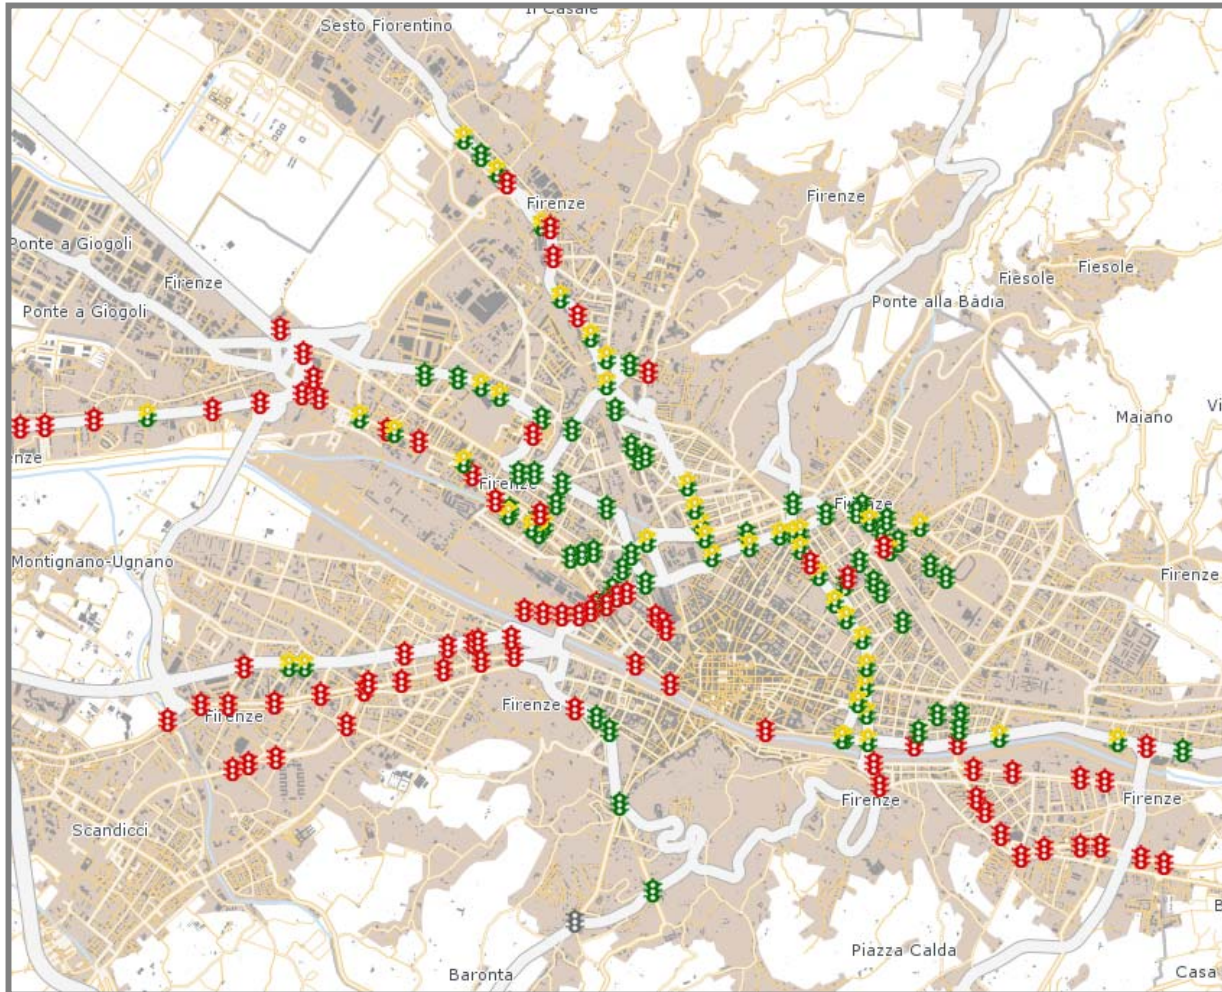 Il Casale
Sesto Fiorentino
Firenze
Firenze
Ponte a Giogoli
Fiesole
Fiesole
Firenze
Ponte a Giogoli
Ponte alla Badia
Maiano
Firenze
Firenze
Montignano-Ugnano
Firenze
Firenze
Firenze
Firenze
Firenze
Scandicci
Piazza Calda
Baronta
Casa